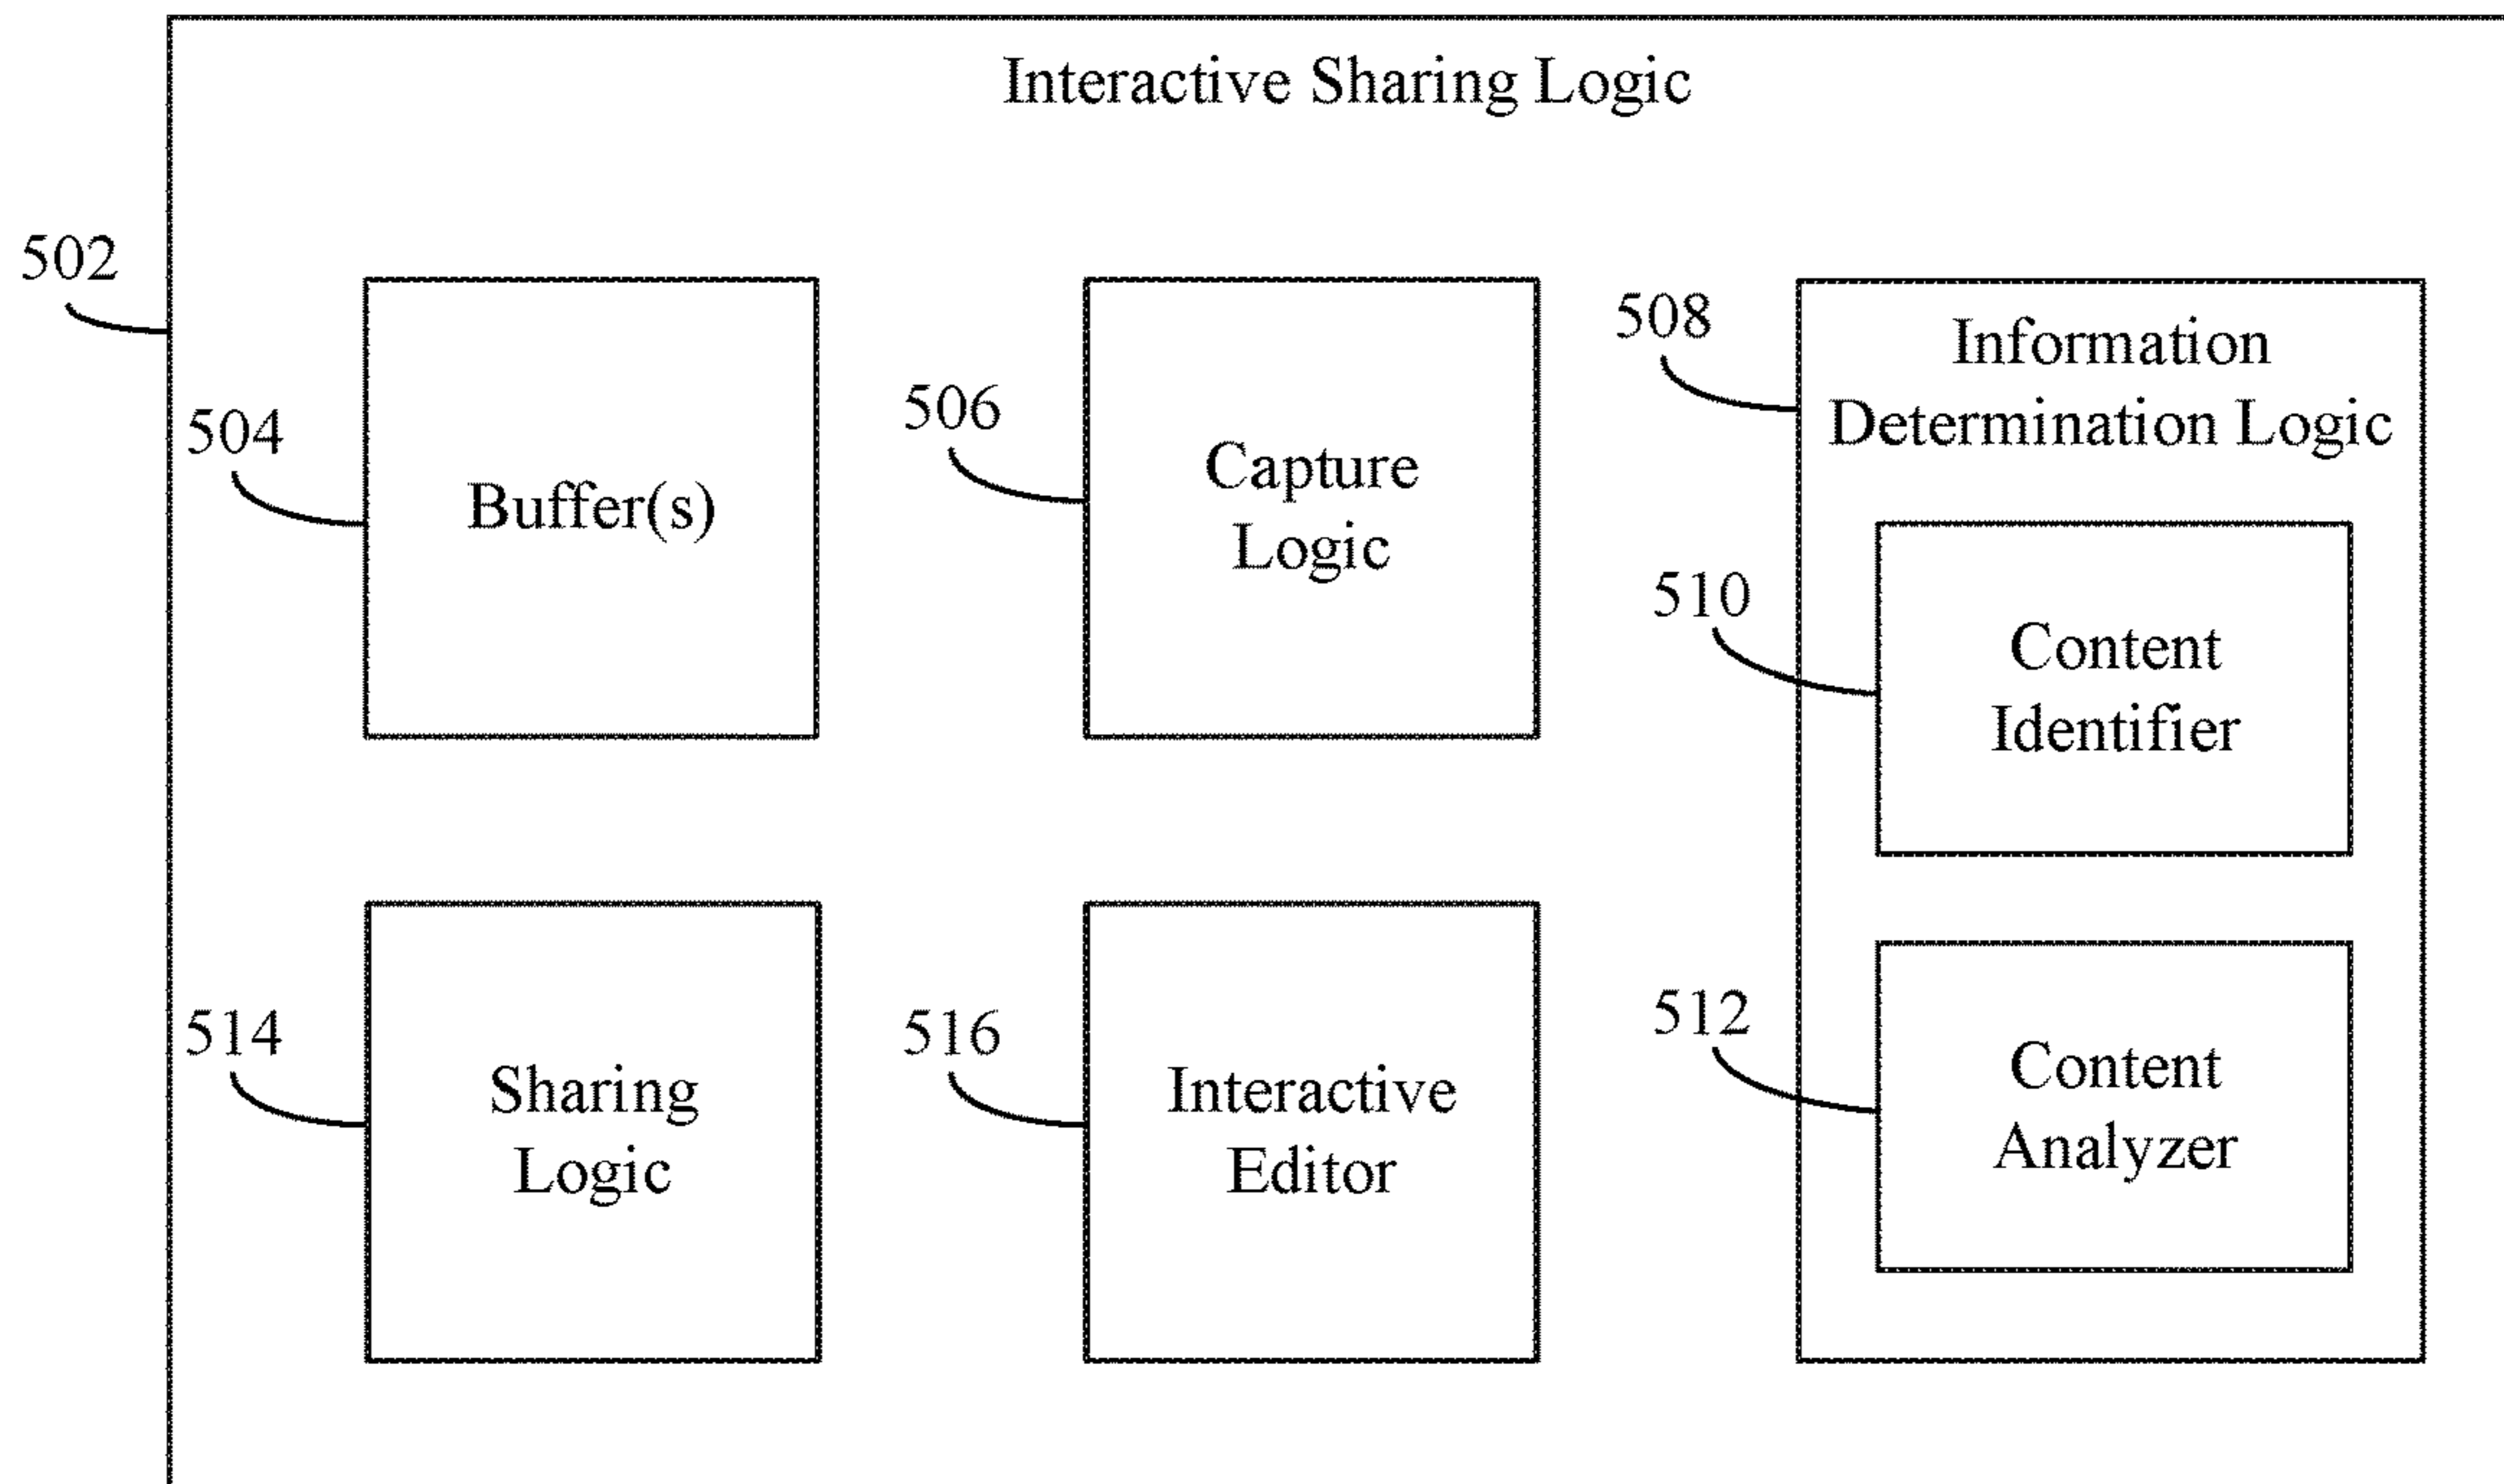 Interactive Sharing Logic
502
504
Buffer(s)
506
Capture
Logic
508
Information
Determination Logic
510
Content
Identifier
512
Content
Analyzer
514
Sharing
Logic
516
Interactive
Editor